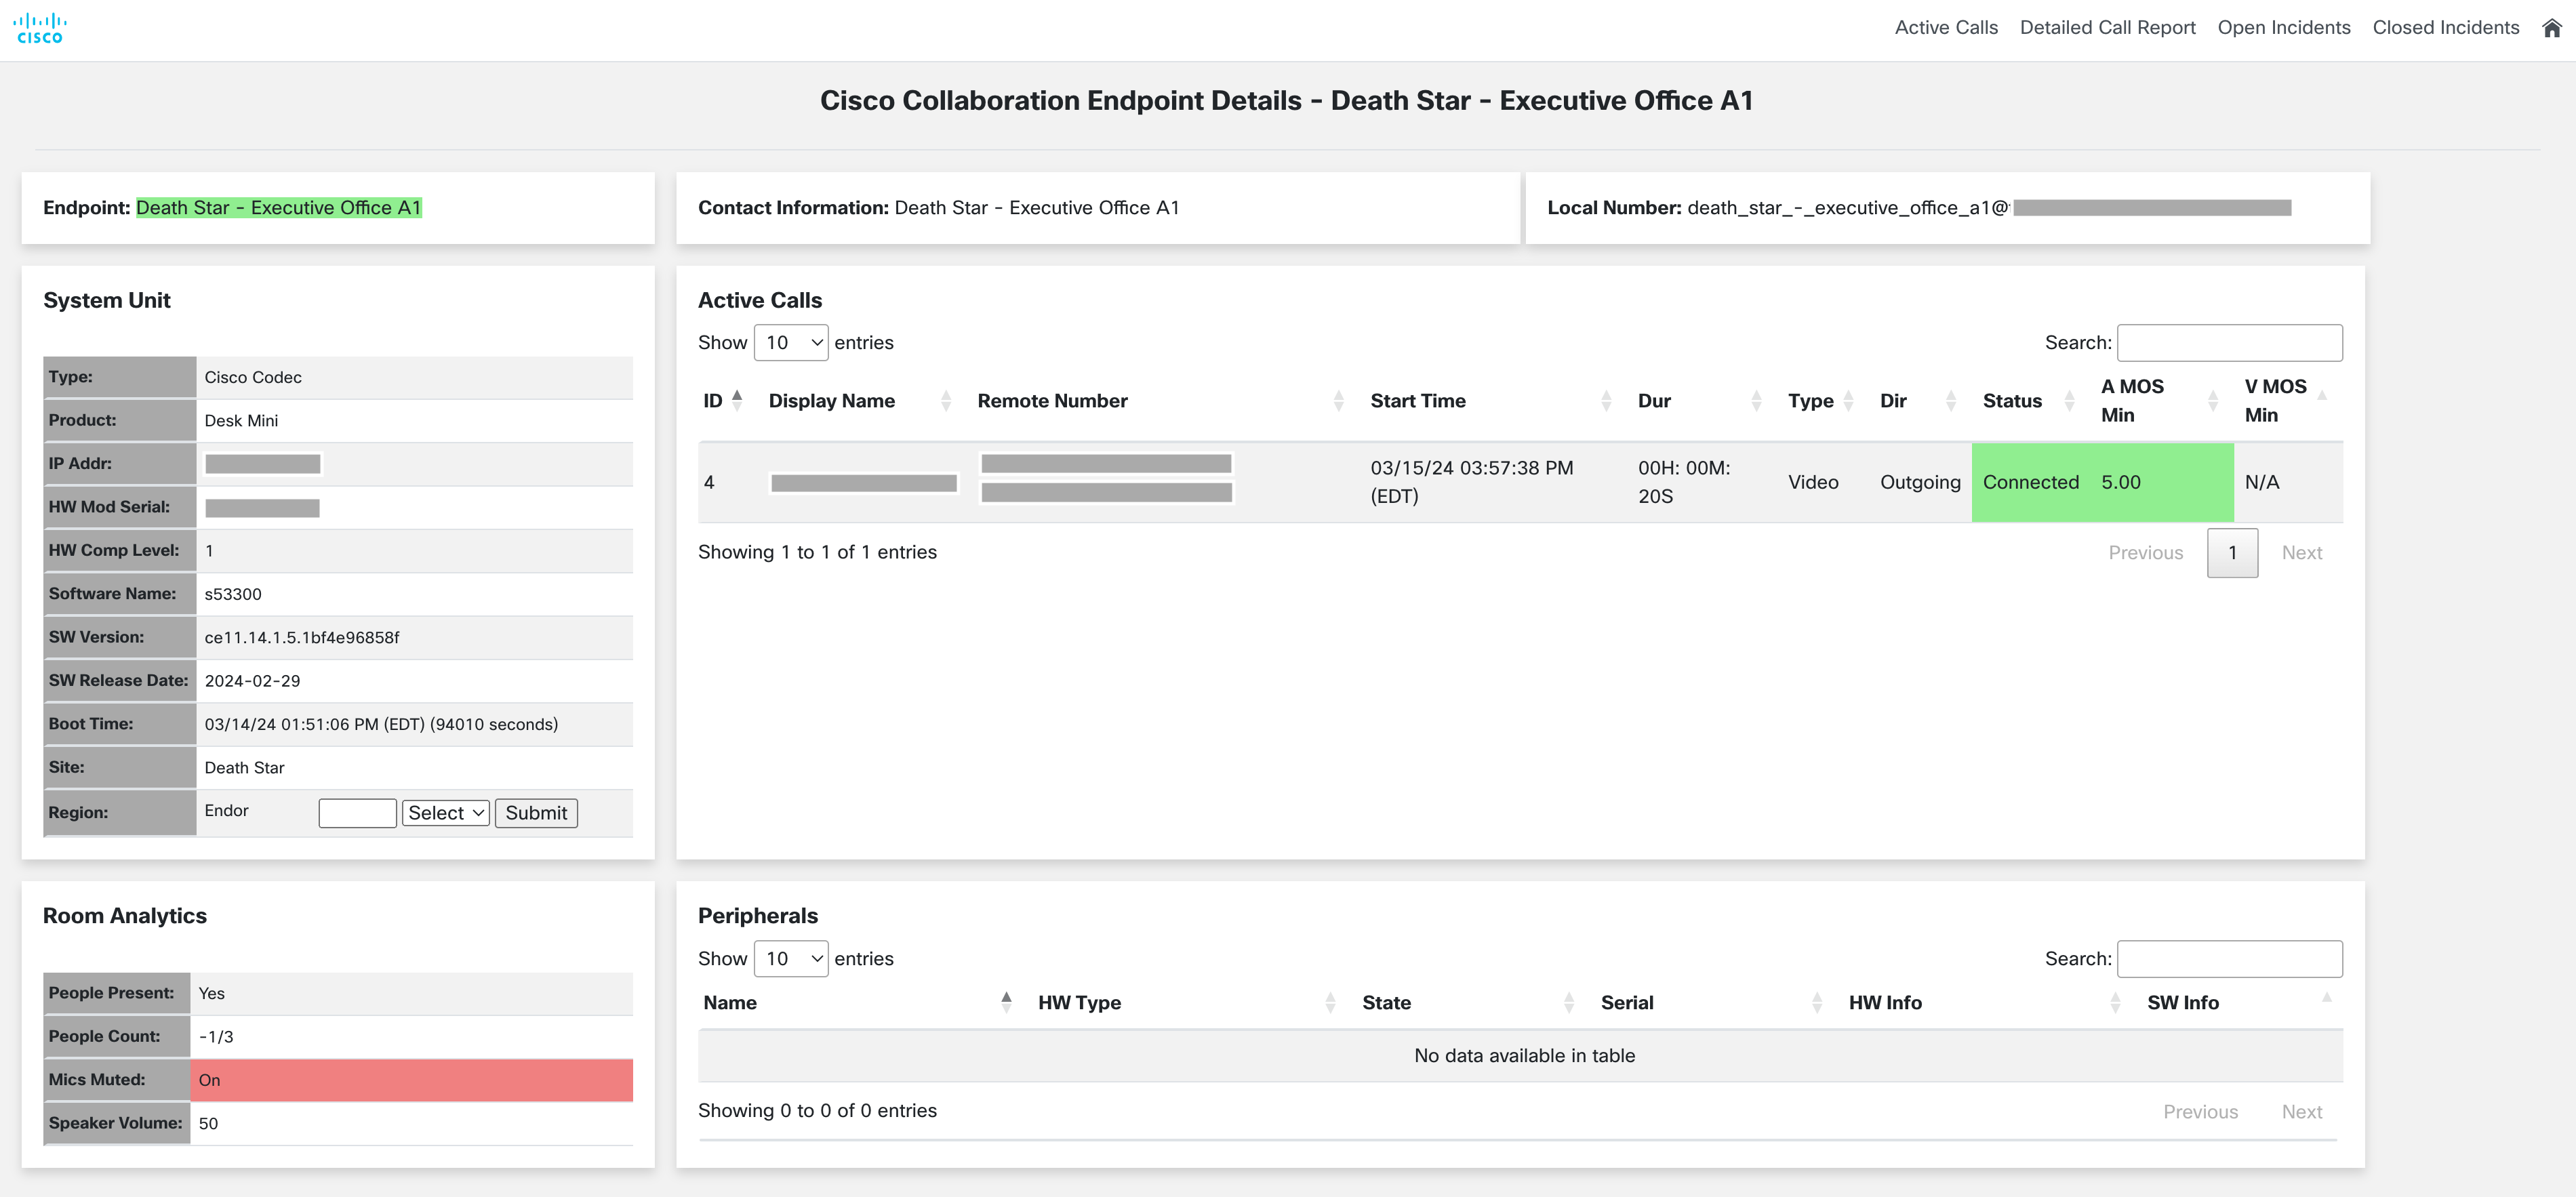 cisco
Active Calls Detailed Call Report Open Incidents Closed Incidents
Cisco Collaboration Endpoint Details - Death Star - Executive Office A1
Endpoint: Death Star - Executive Office A1
Contact Information: Death Star - Executive Office A1
Local Number: death_star_-_executive_office_a1@
System Unit
Type: Cisco Codec
Product: Desk Mini
IP Addr:
HW Mod Serial:
HW Comp Level: 1
Software Name: s53300
SW Version: ce11.14.1.5.1bf4e96858f
SW Release Date: 2024-02-29
Boot Time: 03/14/24 01:51:06 PM (EDT) (94010 seconds)
Site: Death Star
Region: Endor Select Submit
Active Calls
Show 10 entries Search:
ID Display Name Remote Number Start Time Dur Type Dir Status A MOS Min V MOS Min
4 03/15/24 03:57:38 PM (EDT) 00H: 00M: 20S Video Outgoing Connected 5.00 N/A
Showing 1 to 1 of 1 entries Previous 1 Next
Room Analytics
People Present: Yes
People Count: -1/3
Mics Muted: On
Speaker Volume: 50
Peripherals
Show 10 entries Search:
Name HW Type State Serial HW Info SW Info
No data available in table
Showing 0 to 0 of 0 entries Previous Next